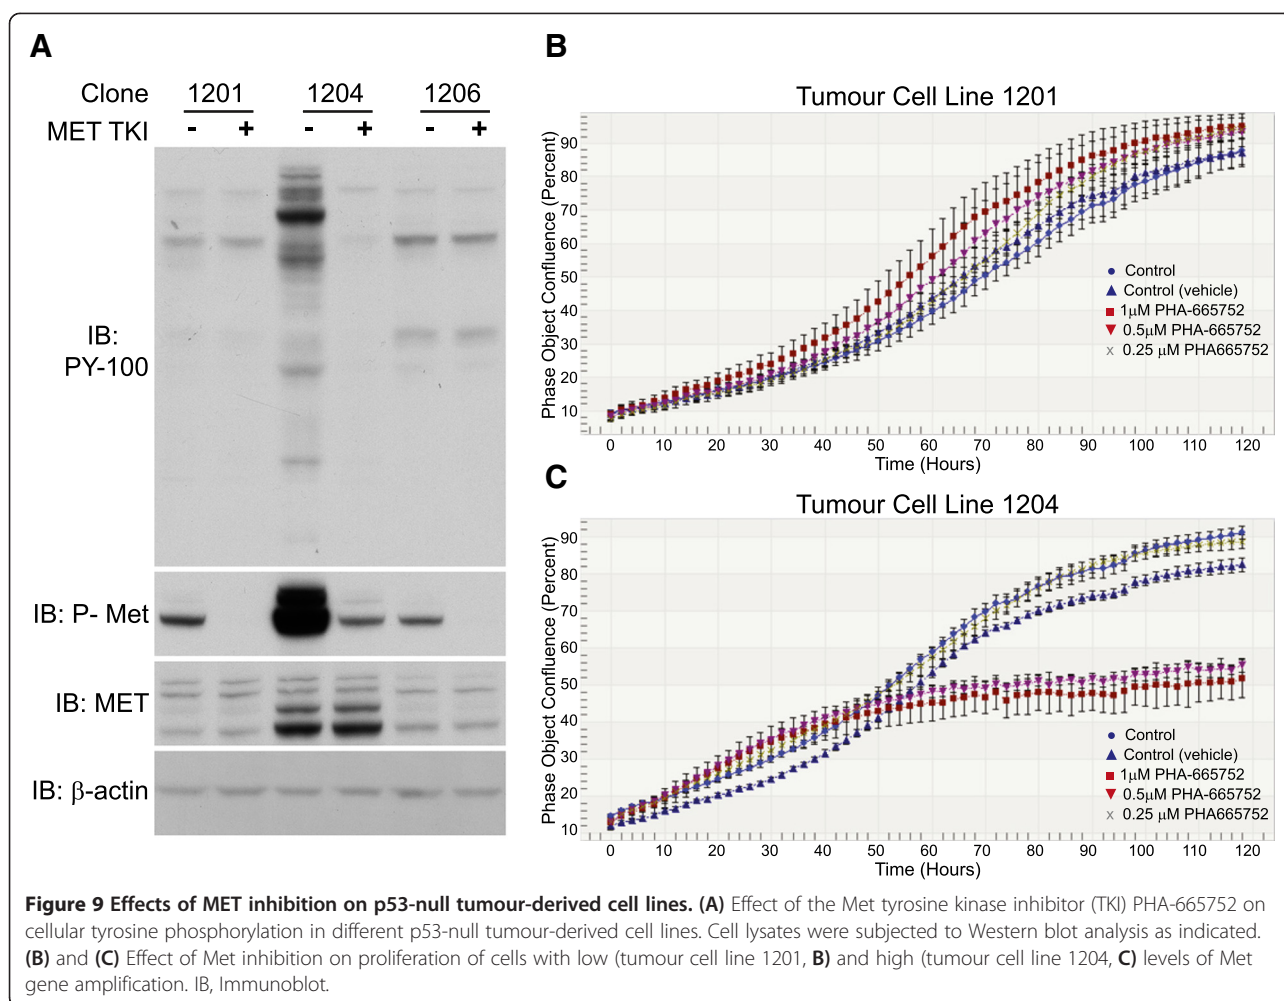 A
Clone 1201 1204 1206
MET TKI - + - + - +
IB:
PY-100
IB: P- Met
IB: MET
IB: β-actin
B
Tumour Cell Line 1201
Phase Object Confluence (Percent)
90
80
70
60
50
40
30
20
10
Control
Control (vehicle)
1µM PHA-665752
0.5µM PHA-665752
0.25 µM PHA665752
0 10 20 30 40 50 60 70 80 90 100 110 120
Time (Hours)
C
Tumour Cell Line 1204
Phase Object Confluence (Percent)
90
80
70
60
50
40
30
20
10
Control
Control (vehicle)
1µM PHA-665752
0.5µM PHA-665752
0.25 µM PHA665752
0 10 20 30 40 50 60 70 80 90 100 110 120
Time (Hours)
Figure 9 Effects of MET inhibition on p53-null tumour-derived cell lines. (A) Effect of the Met tyrosine kinase inhibitor (TKI) PHA-665752 on
cellular tyrosine phosphorylation in different p53-null tumour-derived cell lines. Cell lysates were subjected to Western blot analysis as indicated.
(B) and (C) Effect of Met inhibition on proliferation of cells with low (tumour cell line 1201, B) and high (tumour cell line 1204, C) levels of Met
gene amplification. IB, Immunoblot.